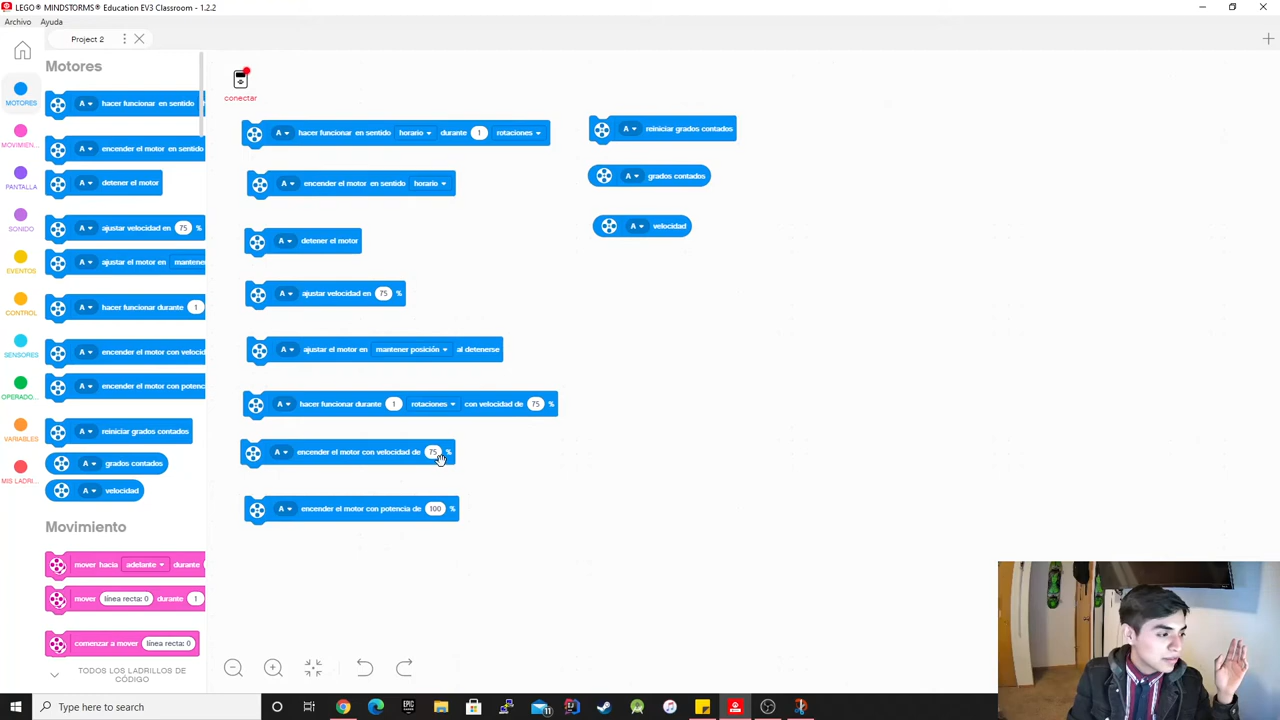 LEGO® MINDSTORMS® Education EV3 Classroom - 1.2.2
Archivo Ayuda
Project 2
MOTORES
MOVIMIEN...
PANTALLA
SONIDO
EVENTOS
CONTROL
SENSORES
OPERADO...
VARIABLES
MIS LADRI...
Motores
A hacer funcionar en sentido
A encender el motor en sentido
A detener el motor
A ajustar velocidad en 75 %
A ajustar el motor en mantener
A hacer funcionar durante 1
A encender el motor con velocid
A encender el motor con potenc
A reiniciar grados contados
A grados contados
A velocidad
Movimiento
mover hacia adelante durante
mover línea recta: 0 durante 1
comenzar a mover línea recta: 0
TODOS LOS LADRILLOS DE
CÓDIGO
conectar
A hacer funcionar en sentido horario durante 1 rotaciones
A encender el motor en sentido horario
A detener el motor
A ajustar velocidad en 75 %
A ajustar el motor en mantener posición al detenerse
A hacer funcionar durante 1 rotaciones con velocidad de 75 %
A encender el motor con velocidad de 75 %
A encender el motor con potencia de 100 %
A reiniciar grados contados
A grados contados
A velocidad
Type here to search
EPIC
11